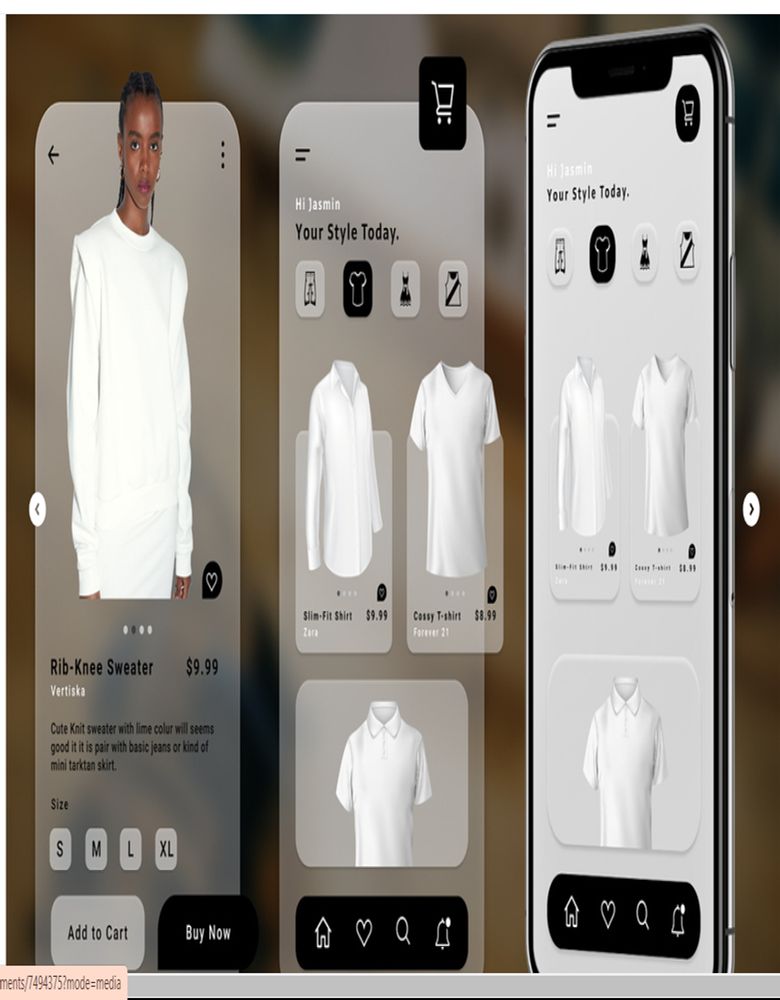 Hi Jasmin
Your Style Today.
Slim-Fit Shirt $9.99
Zara
Cossy T-shirt $8.99
Forever 21
Rib-Knee Sweater $9.99
Vertiska
Cute Knit sweater with lime colur will seems
good it it is pair with basic jeans or kind of
mini tarktan skirt.
Size
S M L XL
Add to Cart Buy Now
Hi Jasmin
Your Style Today.
Slim-Fit Shirt $9.99
Zara
Cossy T-shirt $8.99
Forever 21
ments/7494375?mode=media